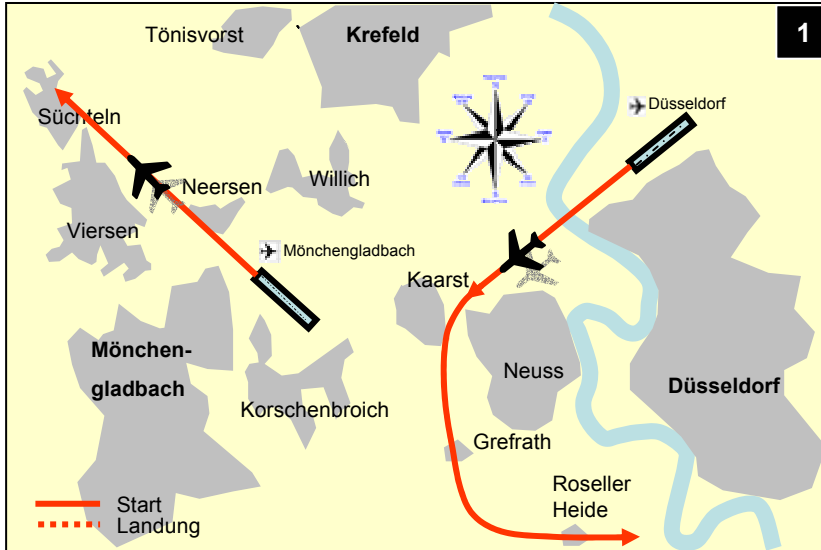 1
Tönisvorst
Krefeld
Düsseldorf
Süchteln
Neersen
Willich
Viersen
Mönchengladbach
Kaarst
Mönchen-
gladbach
Neuss
Düsseldorf
Korschenbroich
Grefrath
Roseller
Heide
Start
Landung